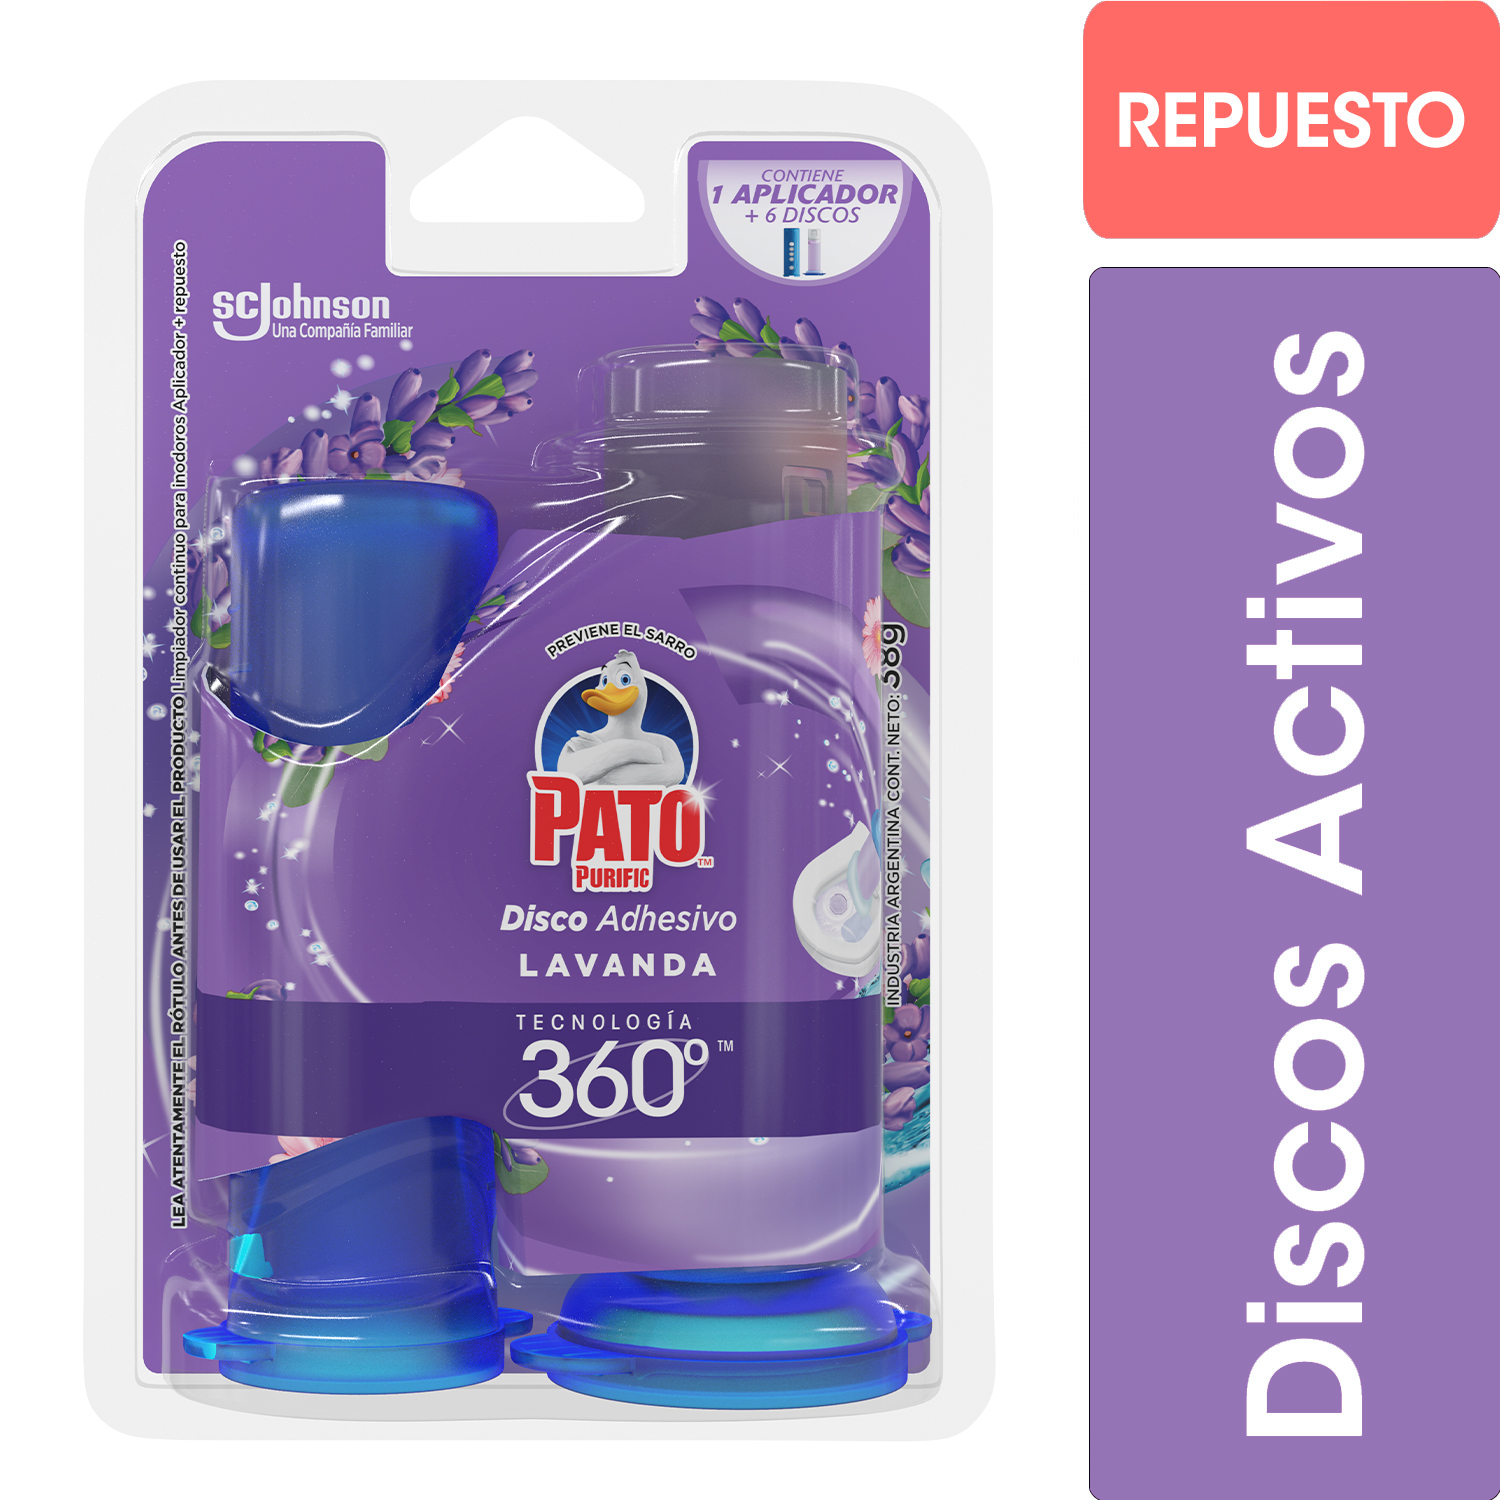 REPUESTO
Discos Activos
CONTIENE
1 APLICADOR
+ 6 DISCOS
scJohnson
Una Compañía Familiar
LEA ATENTAMENTE EL RÓTULO ANTES DE USAR EL PRODUCTO Limpiador continuo para inodoros Aplicador + repuesto
PREVIENE EL SARRO
PATO™
PURIFIC
Disco Adhesivo
LAVANDA
TECNOLOGÍA
360°™
INDUSTRIA ARGENTINA CONT. NETO: 38g